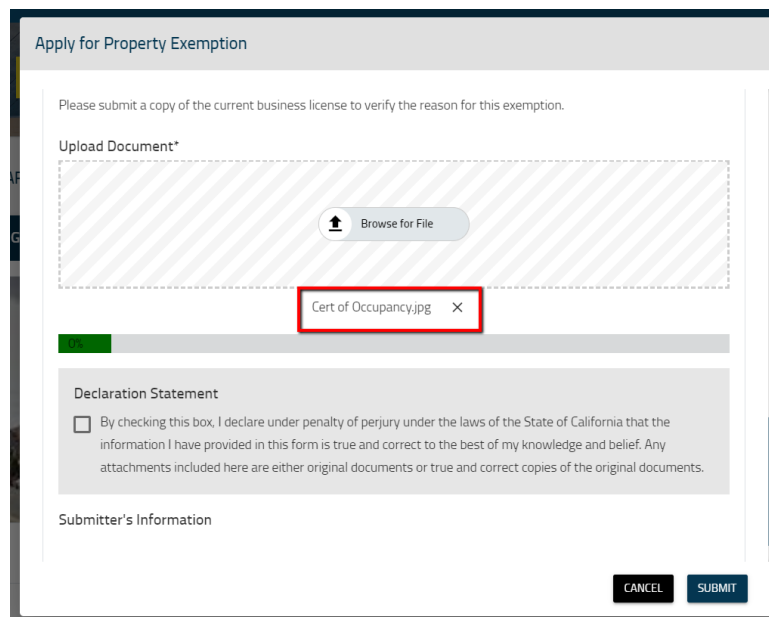 Apply for Property Exemption
Please submit a copy of the current business license to verify the reason for this exemption.
Upload Document*
Browse for File
Cert of Occupancy.jpg
0%
Declaration Statement
By checking this box, I declare under penalty of perjury under the laws of the State of California that the
information I have provided in this form is true and correct to the best of my knowledge and belief. Any
attachments included here are either original documents or true and correct copies of the original documents.
Submitter's Information
CANCEL SUBMIT